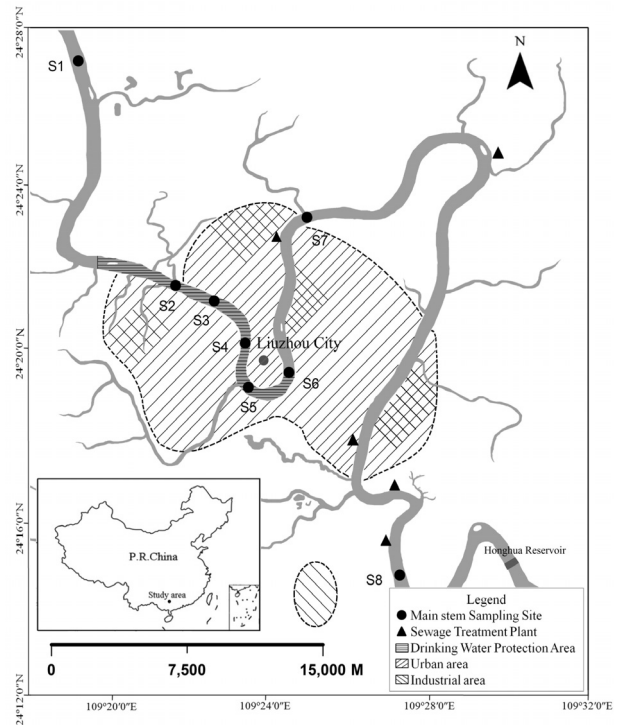 24°28'0"N
S1
N
24°24'0"N
S7
S2
S3
S4
Liuzhou City
24°20'0"N
S6
S5
24°16'0"N
P.R.China
Study area
Honghua Reservoir
S8
Legend
Main stem Sampling Site
Sewage Treatment Plant
Drinking Water Protection Area
Urban area
Industrial area
0 7,500 15,000 M
24°12'0"N
109°20'0"E 109°24'0"E 109°28'0"E 109°32'0"E